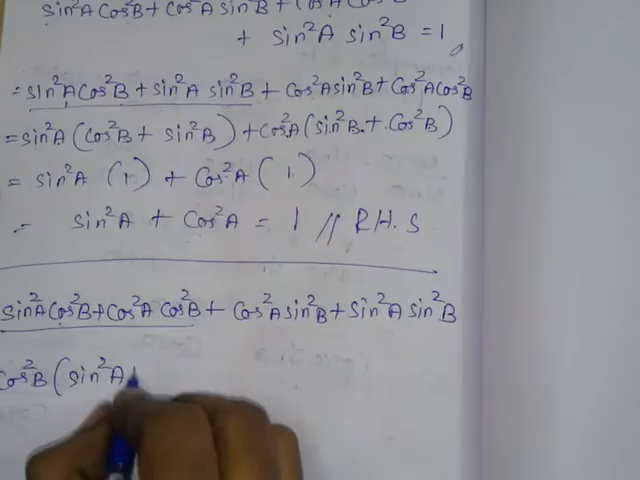 sin²A cos²B + cos²A sin²B + cos²A cos²B
+ sin²A sin²B = 1,
= sin²A cos²B + sin²A sin²B + cos²A sin²B + cos²A cos²B
= sin²A (cos²B + sin²B) + cos²A (sin²B + cos²B)
= sin²A (1) + cos²A (1)
= sin²A + cos²A = 1 // R.H.S
sin²A cos²B + cos²A cos²B + cos²A sin²B + sin²A sin²B
cos²B (sin²A